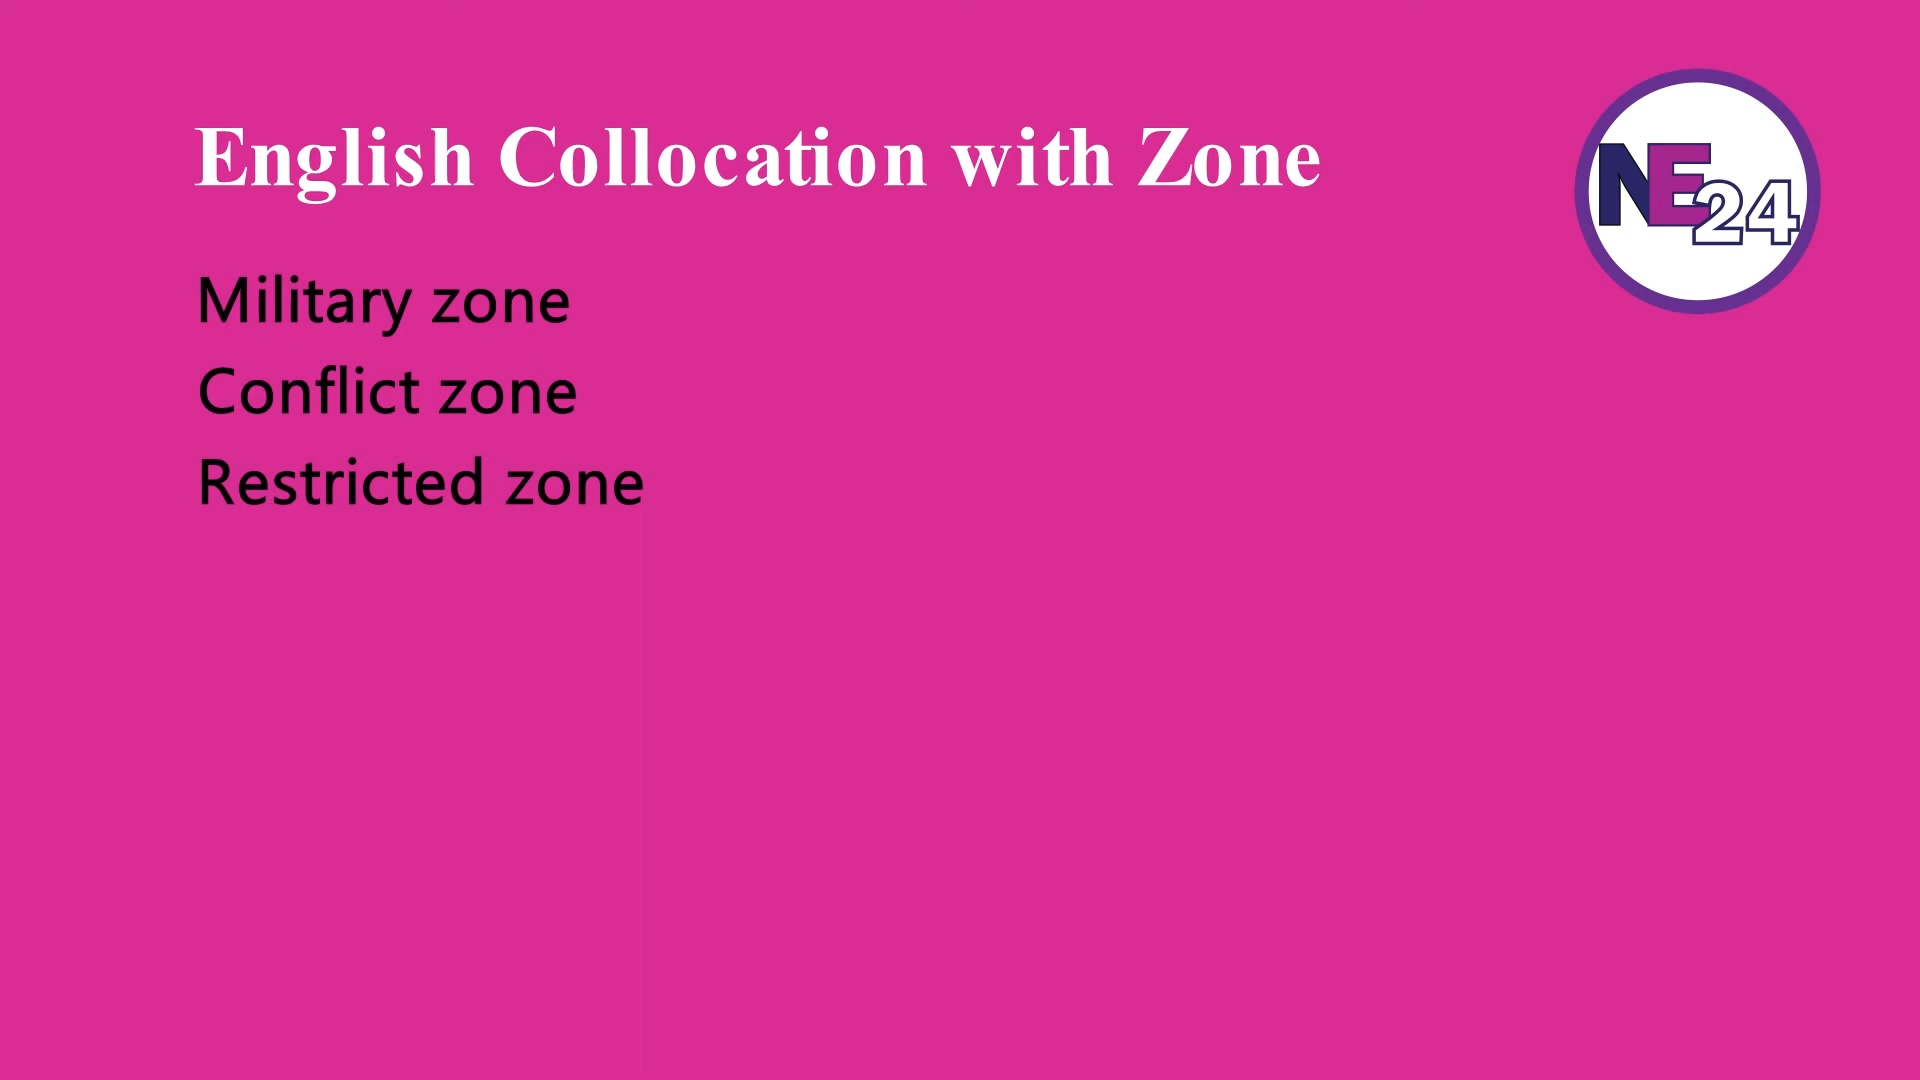 English Collocation with Zone
NE24
Military zone
Conflict zone
Restricted zone